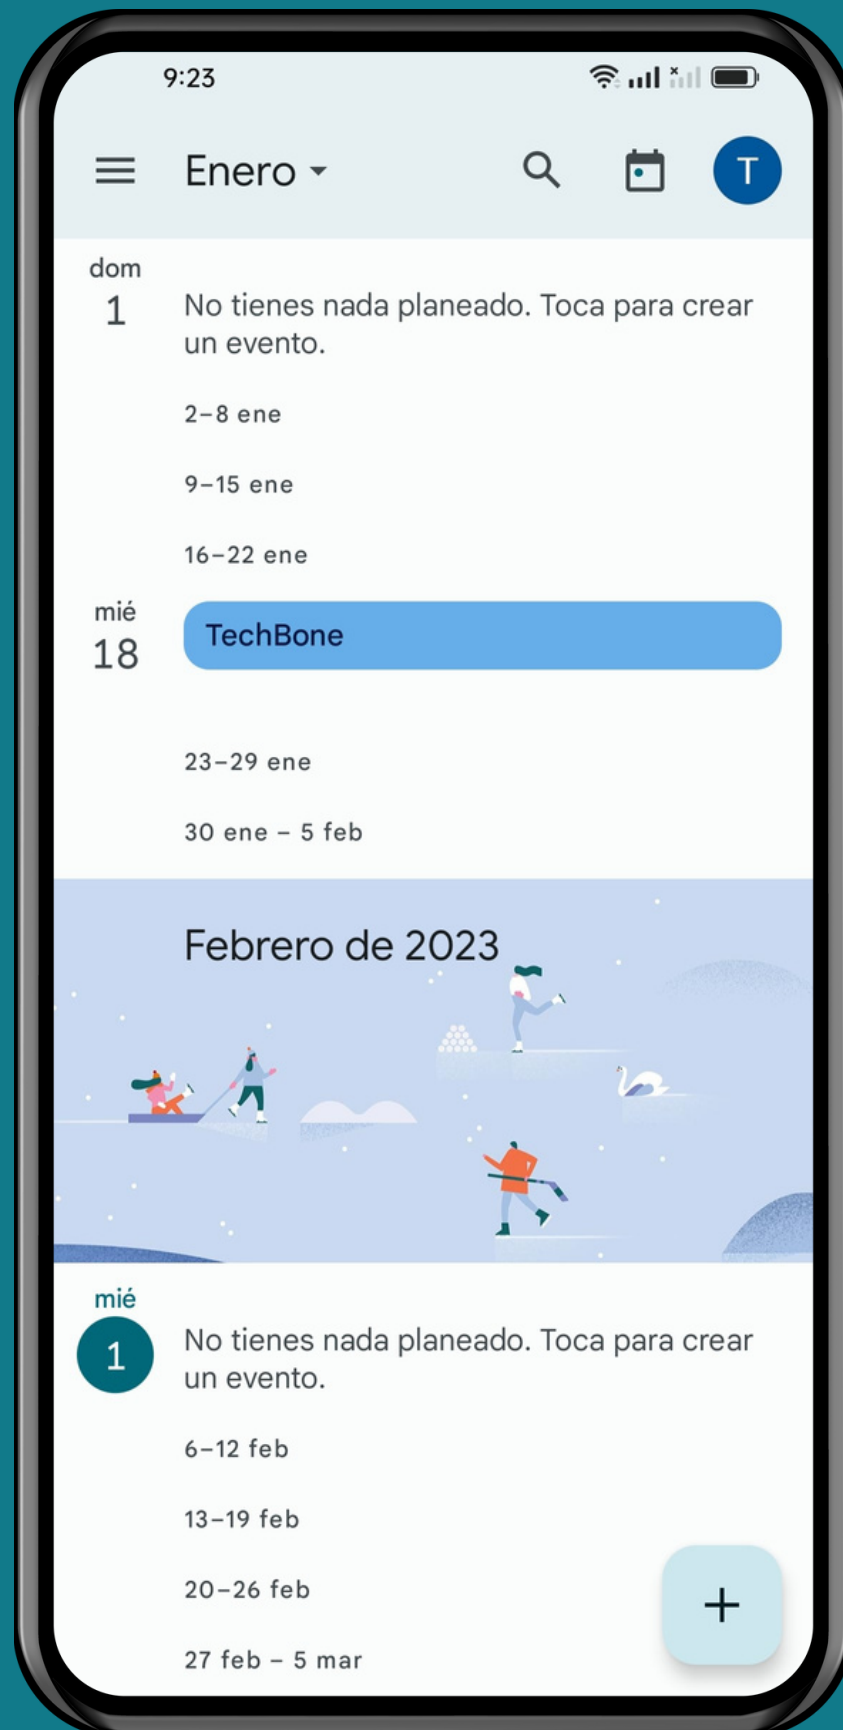 9:23
Enero
T
dom
1
No tienes nada planeado. Toca para crear
un evento.
2–8 ene
9–15 ene
16–22 ene
mié
18
TechBone
23–29 ene
30 ene – 5 feb
Febrero de 2023
mié
1
No tienes nada planeado. Toca para crear
un evento.
6–12 feb
13–19 feb
20–26 feb
27 feb – 5 mar
+